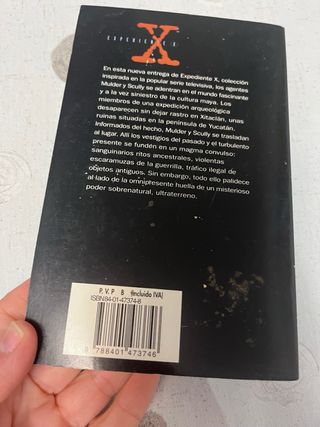 EXPEDIENTE X
X
En esta nueva entrega de Expediente X, colección
inspirada en la popular serie televisiva, los agentes
Mulder y Scully se adentran en el mundo fascinante
y a la vez siniestro de la cultura maya. Los
miembros de una expedición arqueológica
desaparecen sin dejar rastro en Xitaclán, unas
ruinas situadas en la península de Yucatán.
Informados del hecho, Mulder y Scully se trasladan
al lugar. Allí los vestigios del pasado y el turbulento
presente se fundén en un magma convulso:
sanguinarios ritos ancestrales, violentas
escaramuzas de la guerrilla, tráfico ilegal de
objetos antiguos. Sin embargo, todo ello palidece
al lado de la omnipresente huella de un misterioso
poder sobrenatural, ultraterreno.
P. V. P B (Incluido IVA)
ISBN 84-01-47374-8
9 788401 473746